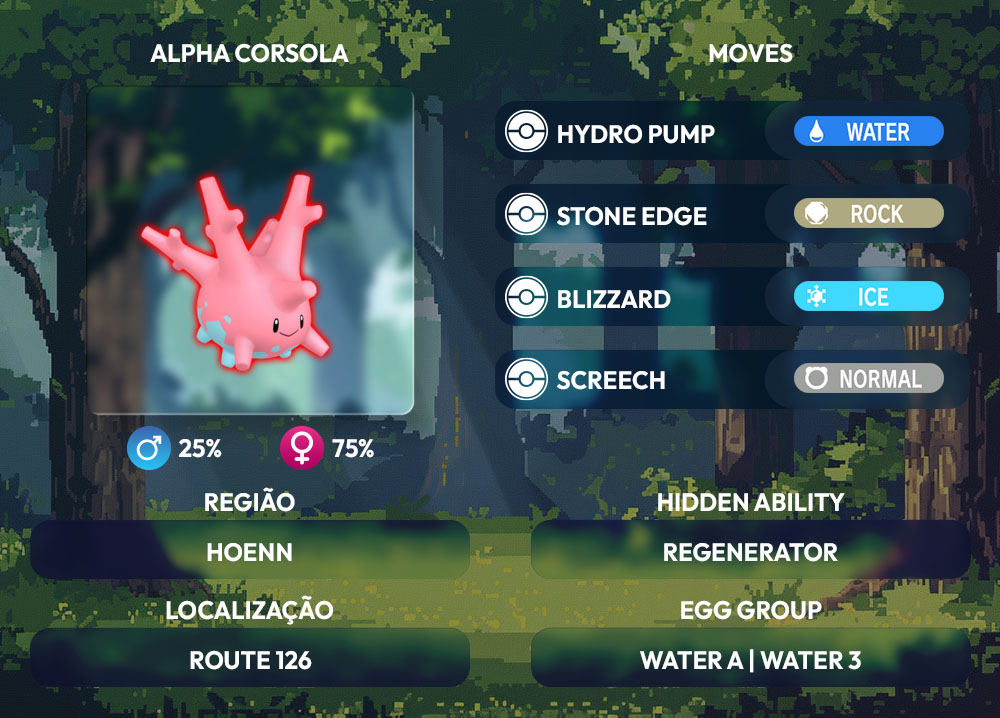 ALPHA CORSOLA
MOVES
HYDRO PUMP
WATER
STONE EDGE
ROCK
BLIZZARD
ICE
SCREECH
NORMAL
25%
75%
REGIÃO
HOENN
HIDDEN ABILITY
REGENERATOR
LOCALIZAÇÃO
ROUTE 126
EGG GROUP
WATER A | WATER 3